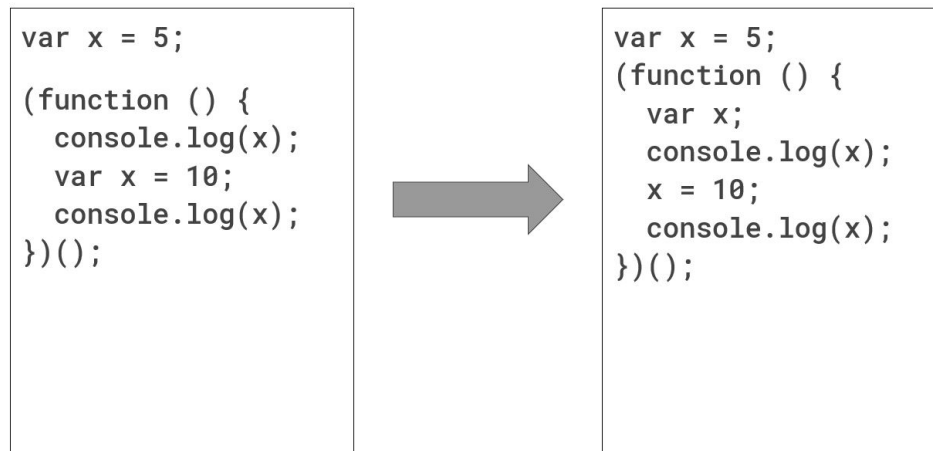 var x = 5;
(function () {
  console.log(x);
  var x = 10;
  console.log(x);
})();
var x = 5;
(function () {
  var x;
  console.log(x);
  x = 10;
  console.log(x);
})();